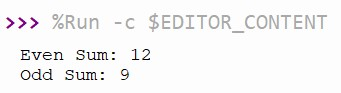 >>> %Run -c $EDITOR_CONTENT
Even Sum: 12
Odd Sum: 9